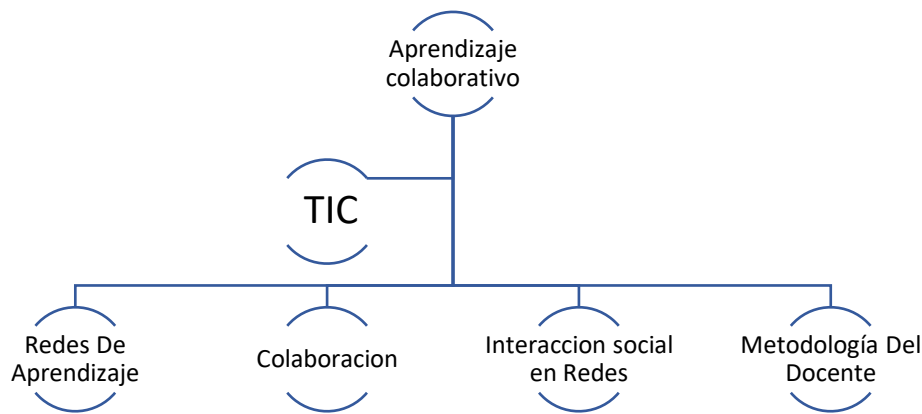 Aprendizaje
colaborativo
TIC
Redes De
Aprendizaje
Colaboracion
Interaccion social
en Redes
Metodología Del
Docente